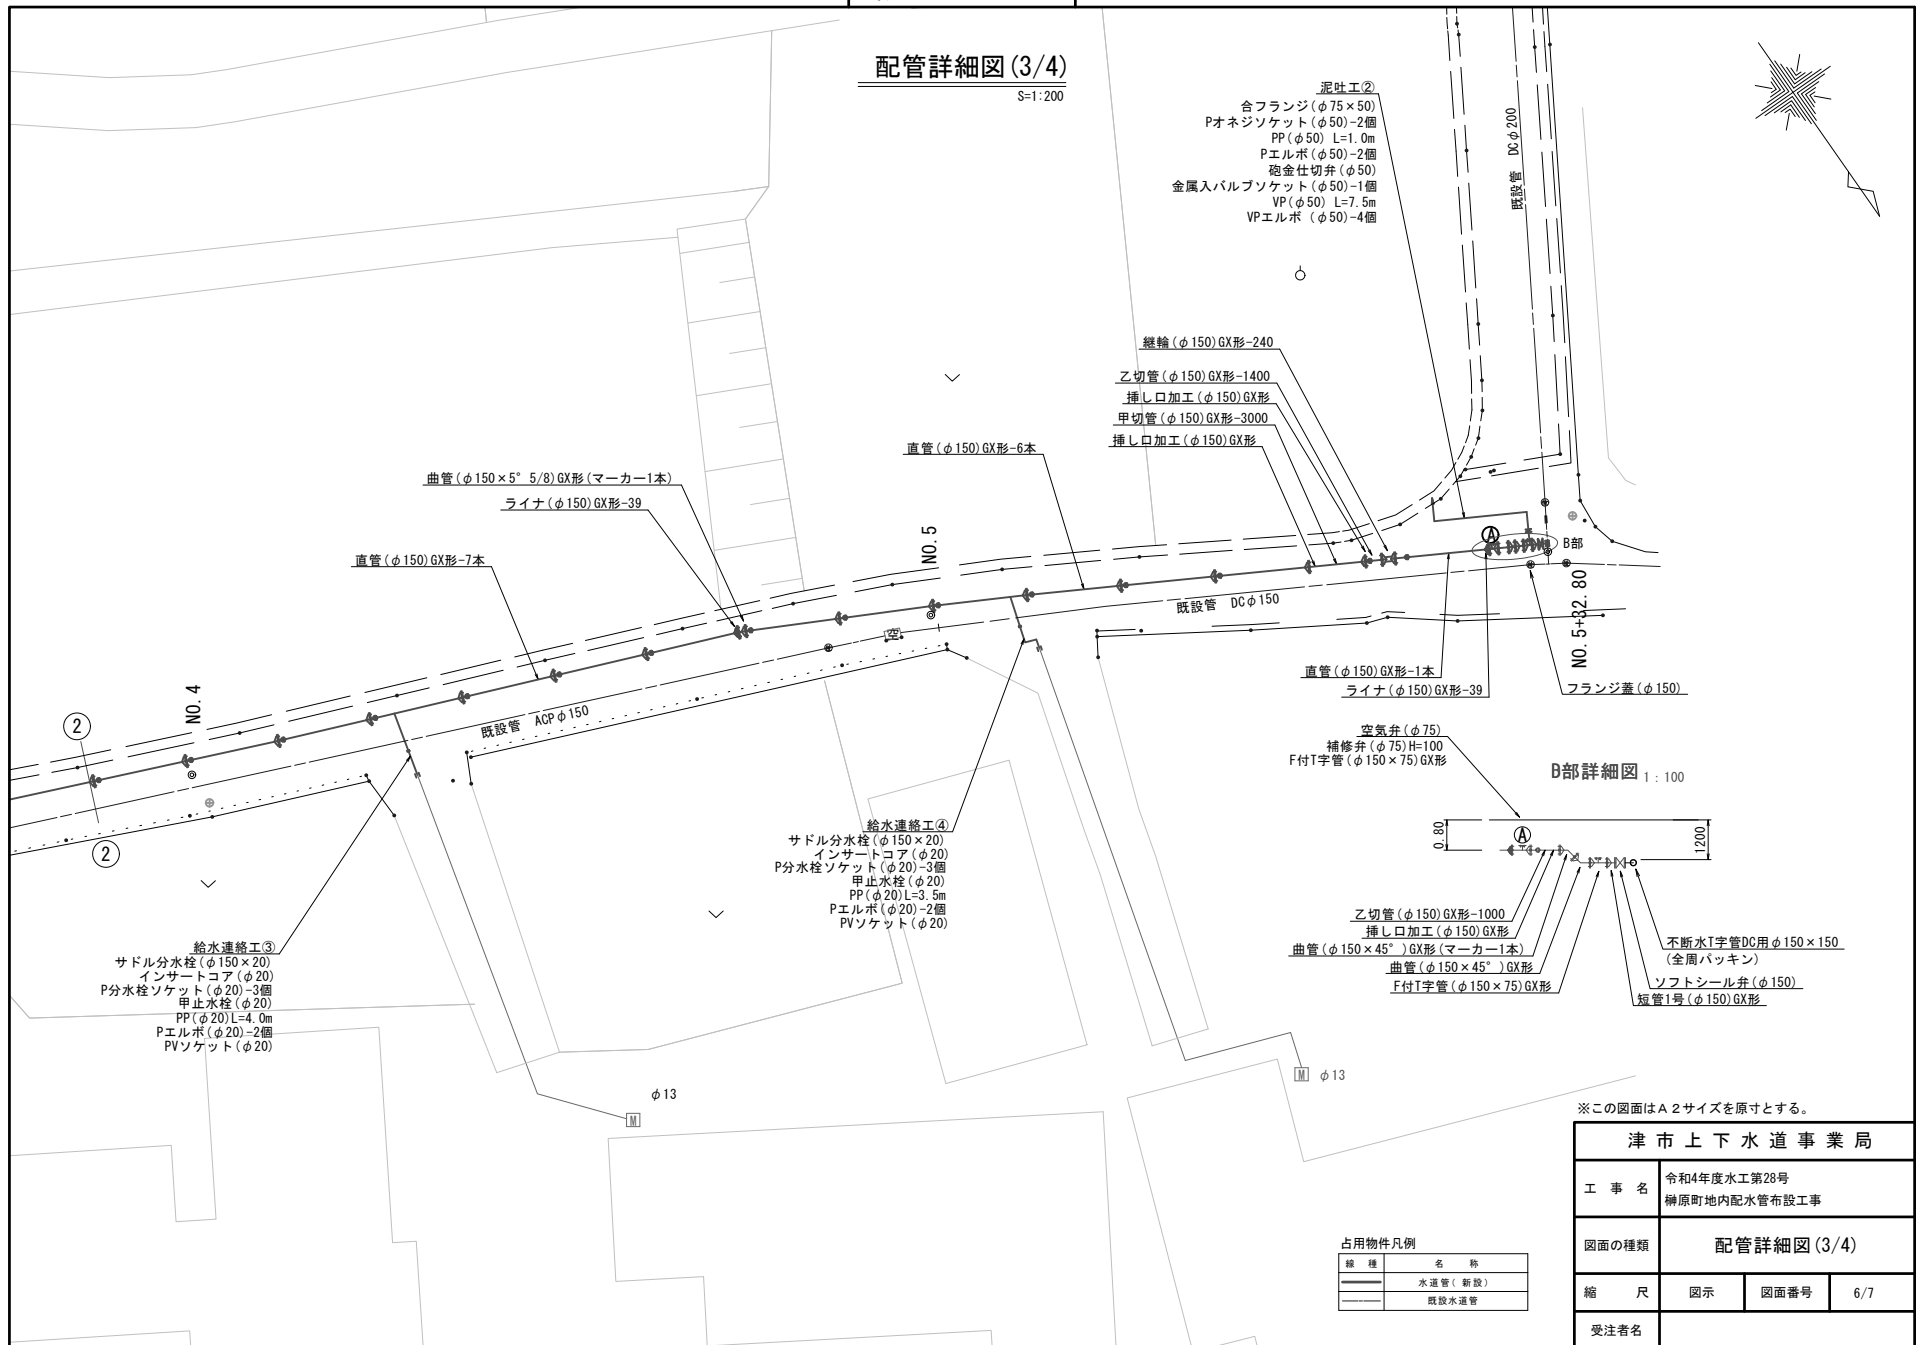 配管詳細図(3/4)
S=1:200
泥吐工②
合フランジ(φ75×50)
Pオネジソケット(φ50)-2個
PP(φ50) L=1.0m
Pエルボ(φ50)-2個
砲金仕切弁(φ50)
金属入バルブソケット(φ50)-1個
VP(φ50) L=7.5m
VPエルボ (φ50)-4個
既設管 DCφ200
継輪(φ150)GX形-240
乙切管(φ150)GX形-1400
挿し口加工(φ150)GX形
甲切管(φ150)GX形-3000
挿し口加工(φ150)GX形
直管(φ150)GX形-6本
曲管(φ150×5° 5/8)GX形(マーカー1本)
ライナ(φ150)GX形-39
直管(φ150)GX形-7本
NO.5
NO.4
A
B部
既設管 DCφ150
空
NO.5+32.80
直管(φ150)GX形-1本
ライナ(φ150)GX形-39
フランジ蓋(φ150)
既設管 ACPφ150
2
2
空気弁(φ75)
補修弁(φ75)H=100
F付T字管(φ150×75)GX形
B部詳細図 1:100
0.80
A
1200
乙切管(φ150)GX形-1000
挿し口加工(φ150)GX形
曲管(φ150×45°)GX形(マーカー1本)
曲管(φ150×45°)GX形
F付T字管(φ150×75)GX形
不断水T字管DC用φ150×150
(全周パッキン)
ソフトシール弁(φ150)
短管1号(φ150)GX形
給水連絡工④
サドル分水栓(φ150×20)
インサートコア(φ20)
P分水栓ソケット(φ20)-3個
甲止水栓(φ20)
PP(φ20)L=3.5m
Pエルボ(φ20)-2個
PVソケット(φ20)
給水連絡工③
サドル分水栓(φ150×20)
インサートコア(φ20)
P分水栓ソケット(φ20)-3個
甲止水栓(φ20)
PP(φ20)L=4.0m
Pエルボ(φ20)-2個
PVソケット(φ20)
M φ13
M φ13
※この図面はA2サイズを原寸とする。
津市上下水道事業局
工事名
令和4年度水工第28号
榊原町地内配水管布設工事
図面の種類 配管詳細図(3/4)
縮尺 図示 図面番号 6/7
受注者名
占用物件凡例
線種 名称
水道管(新設)
既設水道管